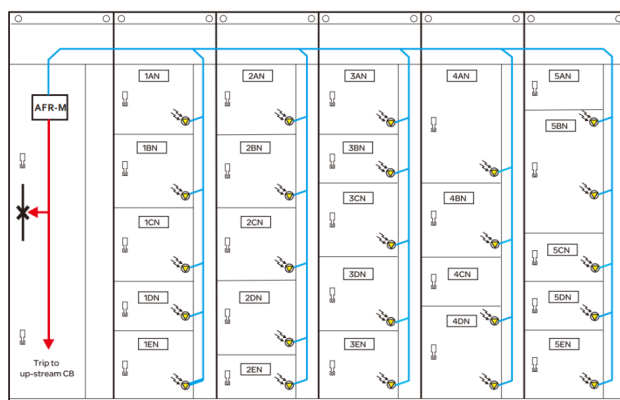 1AN
2AN
3AN
4AN
5AN
AFR-M
5BN
1BN
2BN
3BN
3CN
4BN
1CN
2CN
5CN
3DN
4CN
1DN
2DN
5DN
4DN
1EN
3EN
5EN
Trip to
up-stream CB
2EN